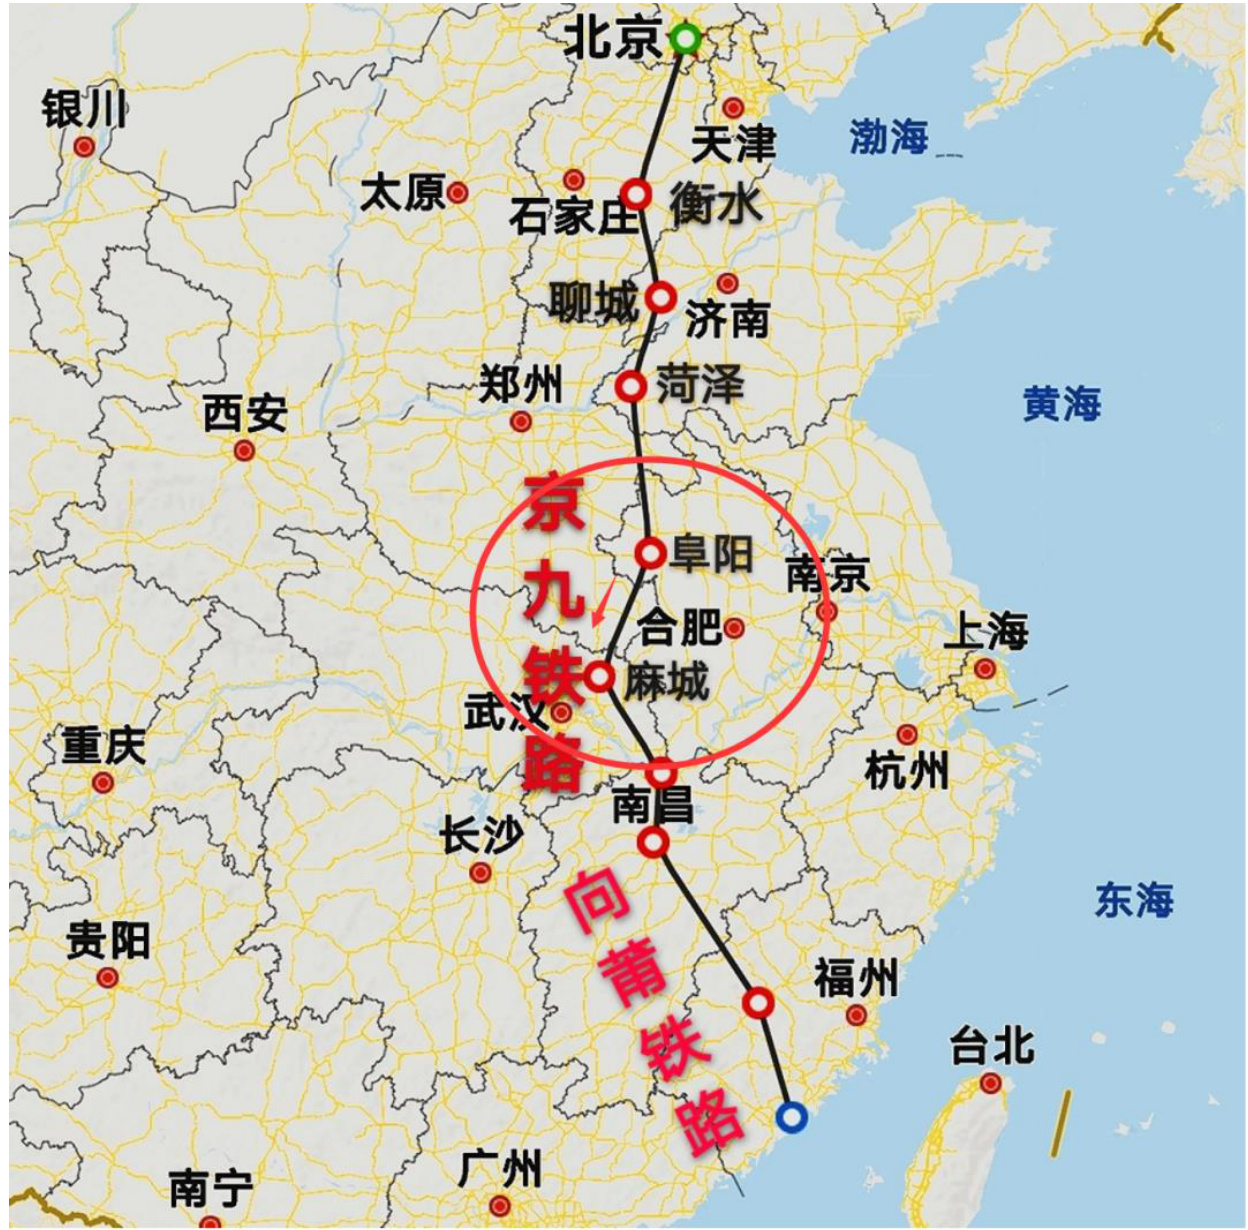 北京
银川
天津
渤海
太原
石家庄
衡水
聊城
济南
郑州
菏泽
西安
黄海
京九铁路
阜阳
南京
合肥
上海
麻城
武汉
重庆
杭州
南昌
长沙
向莆铁路
东海
贵阳
福州
台北
广州
南宁